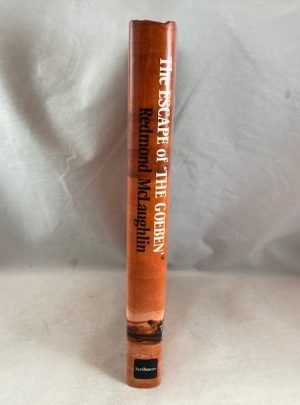 The ESCAPE of "THE GOEBEN"
Redmond McLaughlin
Scribners